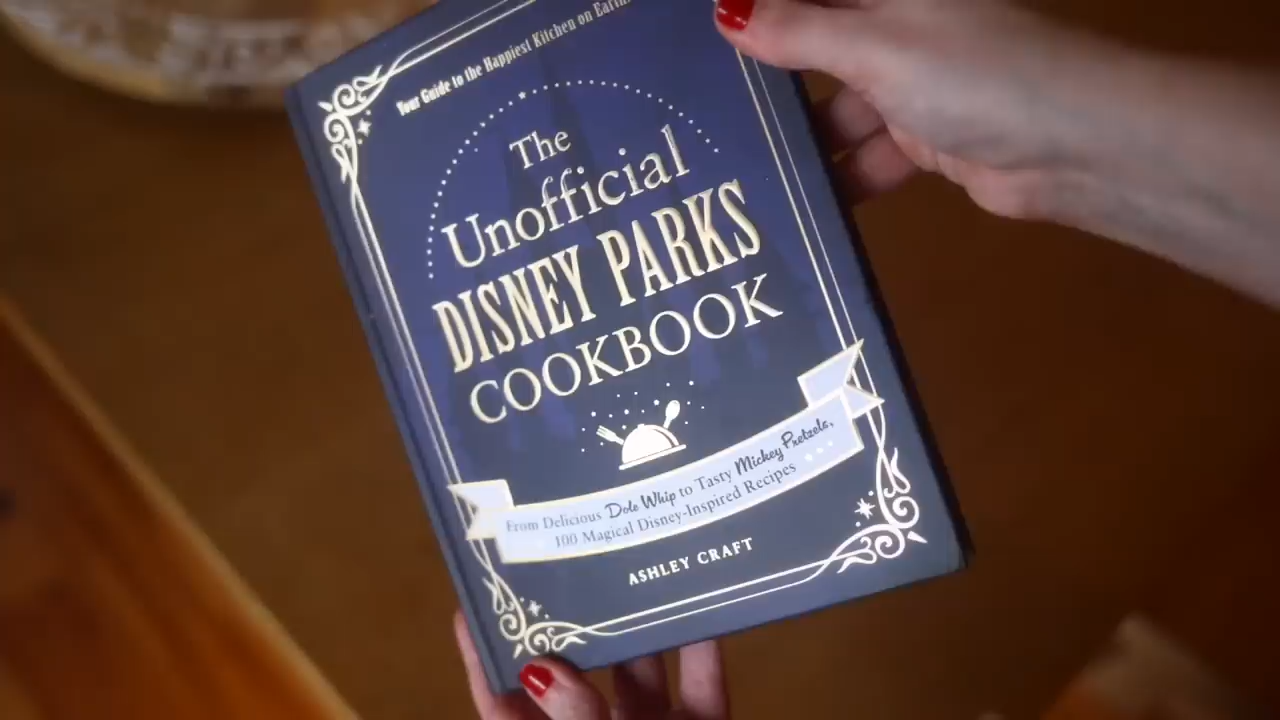 Your Guide to the Happiest Kitchen on Earth
The
Unofficial
DISNEY PARKS
COOKBOOK
From Delicious Dole Whip to Tasty Mickey Pretzels,
100 Magical Disney-Inspired Recipes
ASHLEY CRAFT